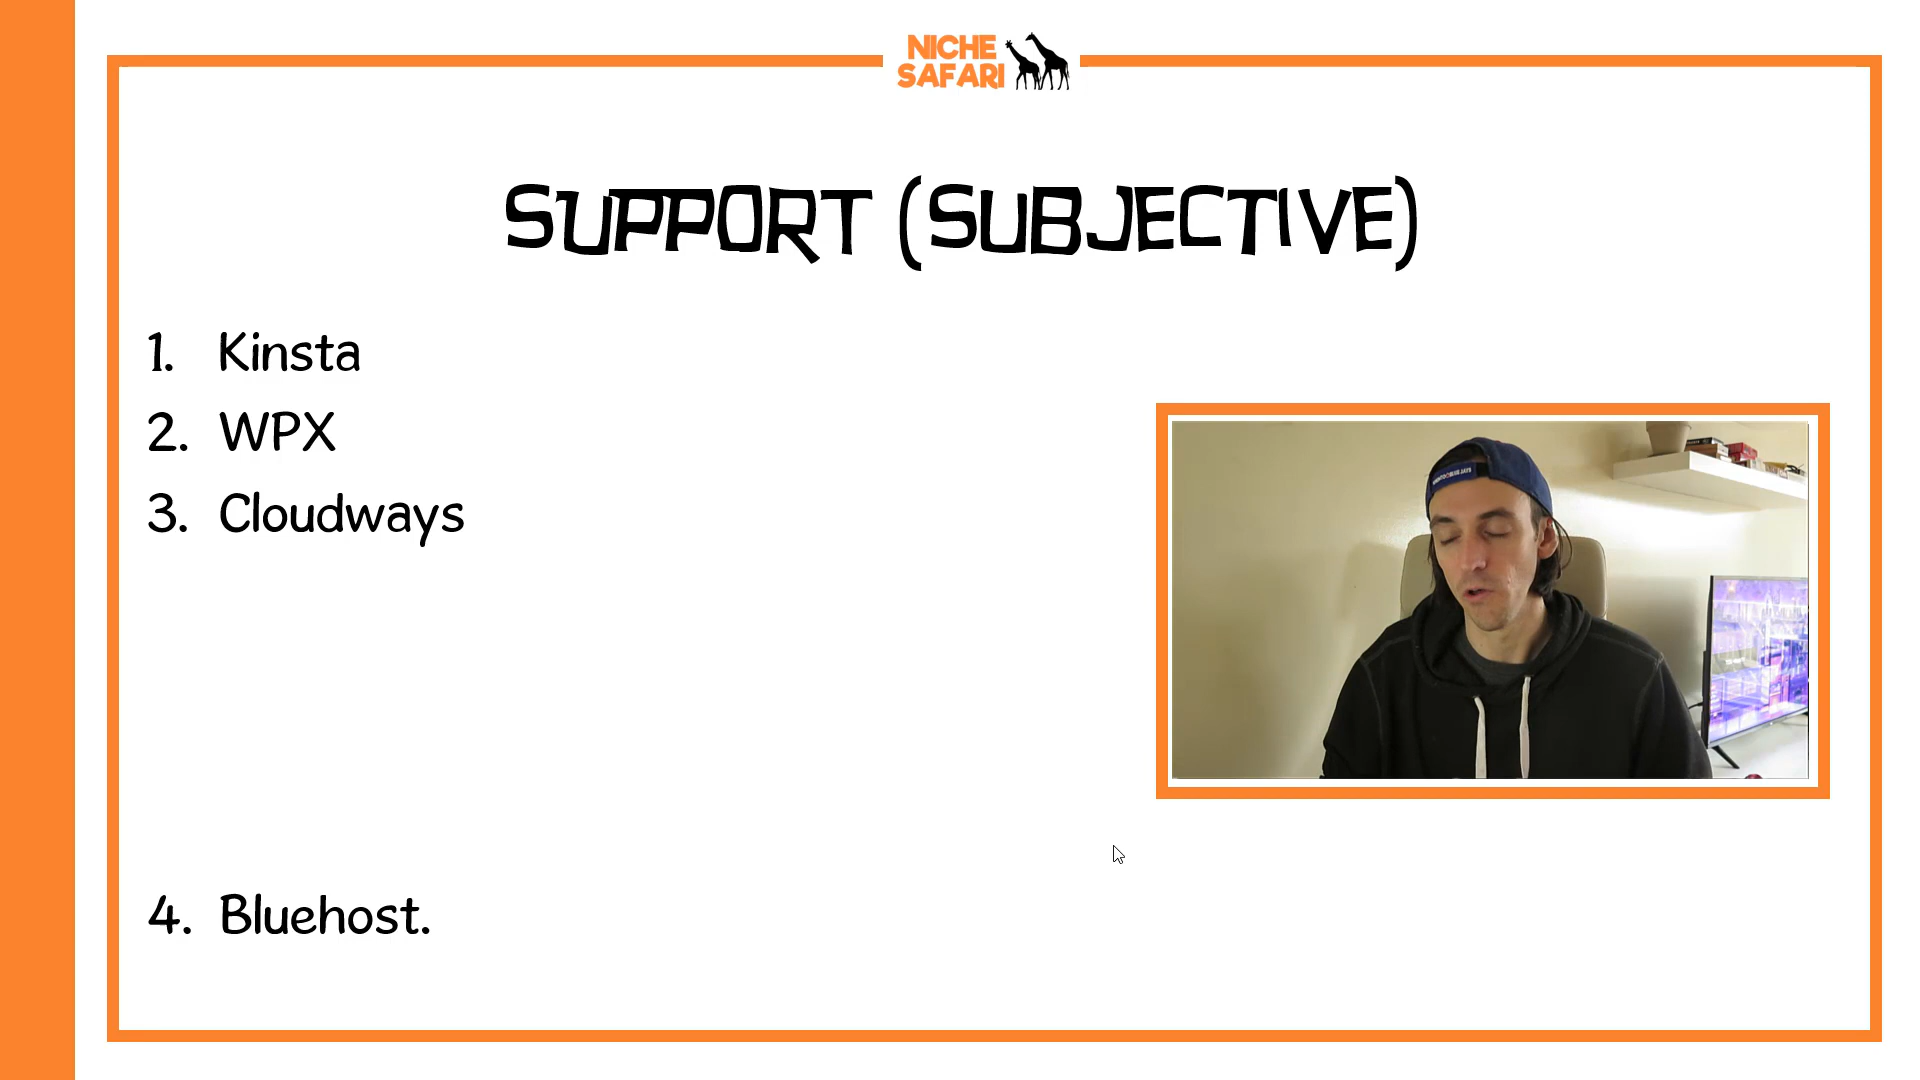 NICHE
SAFARI
SUPPORT (SUBJECTIVE)
1. Kinsta
2. WPX
3. Cloudways
4. Bluehost.